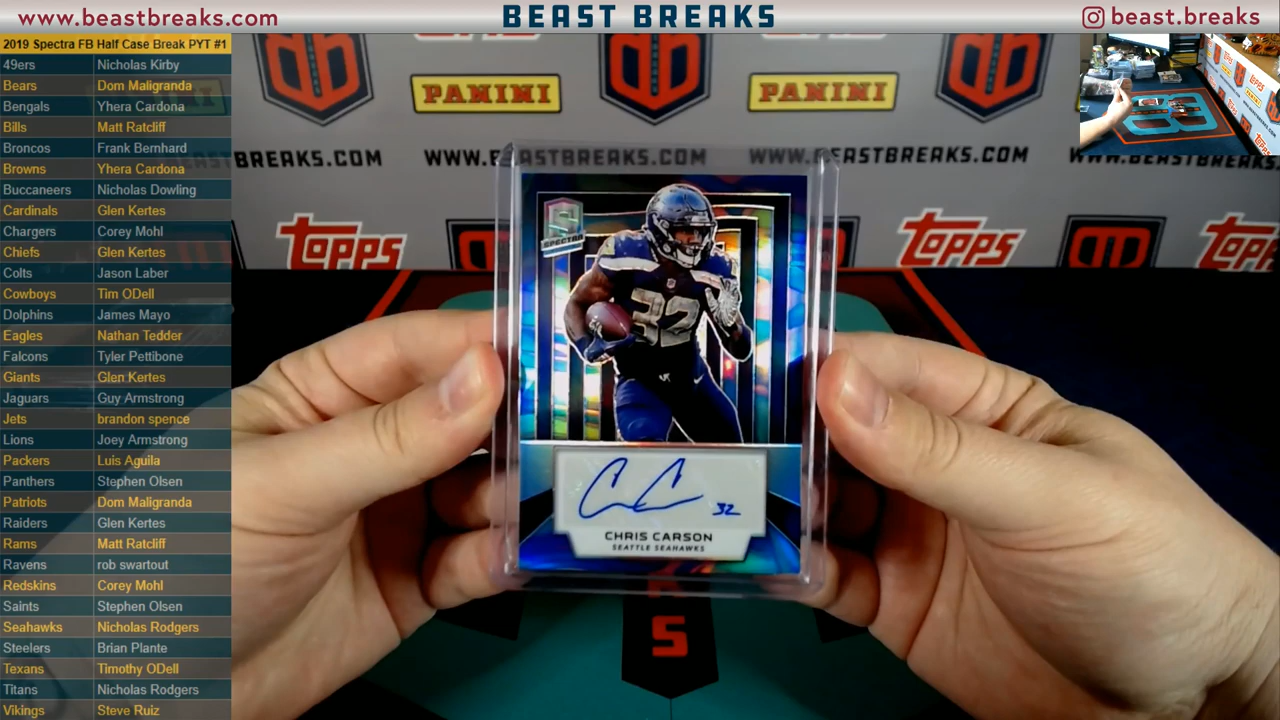 www.beastbreaks.com
BEAST BREAKS
beast.breaks
2019 Spectra FB Half Case Break PYT #1
49ers Nicholas Kirby
Bears Dom Maligranda
Bengals Yhera Cardona
Bills Matt Ratcliff
Broncos Frank Bernhard
Browns Yhera Cardona
Buccaneers Nicholas Dowling
Cardinals Glen Kertes
Chargers Corey Mohl
Chiefs Glen Kertes
Colts Jason Laber
Cowboys Tim ODell
Dolphins James Mayo
Eagles Nathan Tedder
Falcons Tyler Pettibone
Giants Glen Kertes
Jaguars Guy Armstrong
Jets brandon spence
Lions Joey Armstrong
Packers Luis Aguila
Panthers Stephen Olsen
Patriots Dom Maligranda
Raiders Glen Kertes
Rams Matt Ratcliff
Ravens rob swartout
Redskins Corey Mohl
Saints Stephen Olsen
Seahawks Nicholas Rodgers
Steelers Brian Plante
Texans Timothy ODell
Titans Nicholas Rodgers
Vikings Steve Ruiz
PANINI PANINI
WWW.BEASTBREAKS.COM WWW.BEASTBREAKS.COM
topps topps topps
S
SPECTRA
32
32
CHRIS CARSON
SEATTLE SEAHAWKS
S